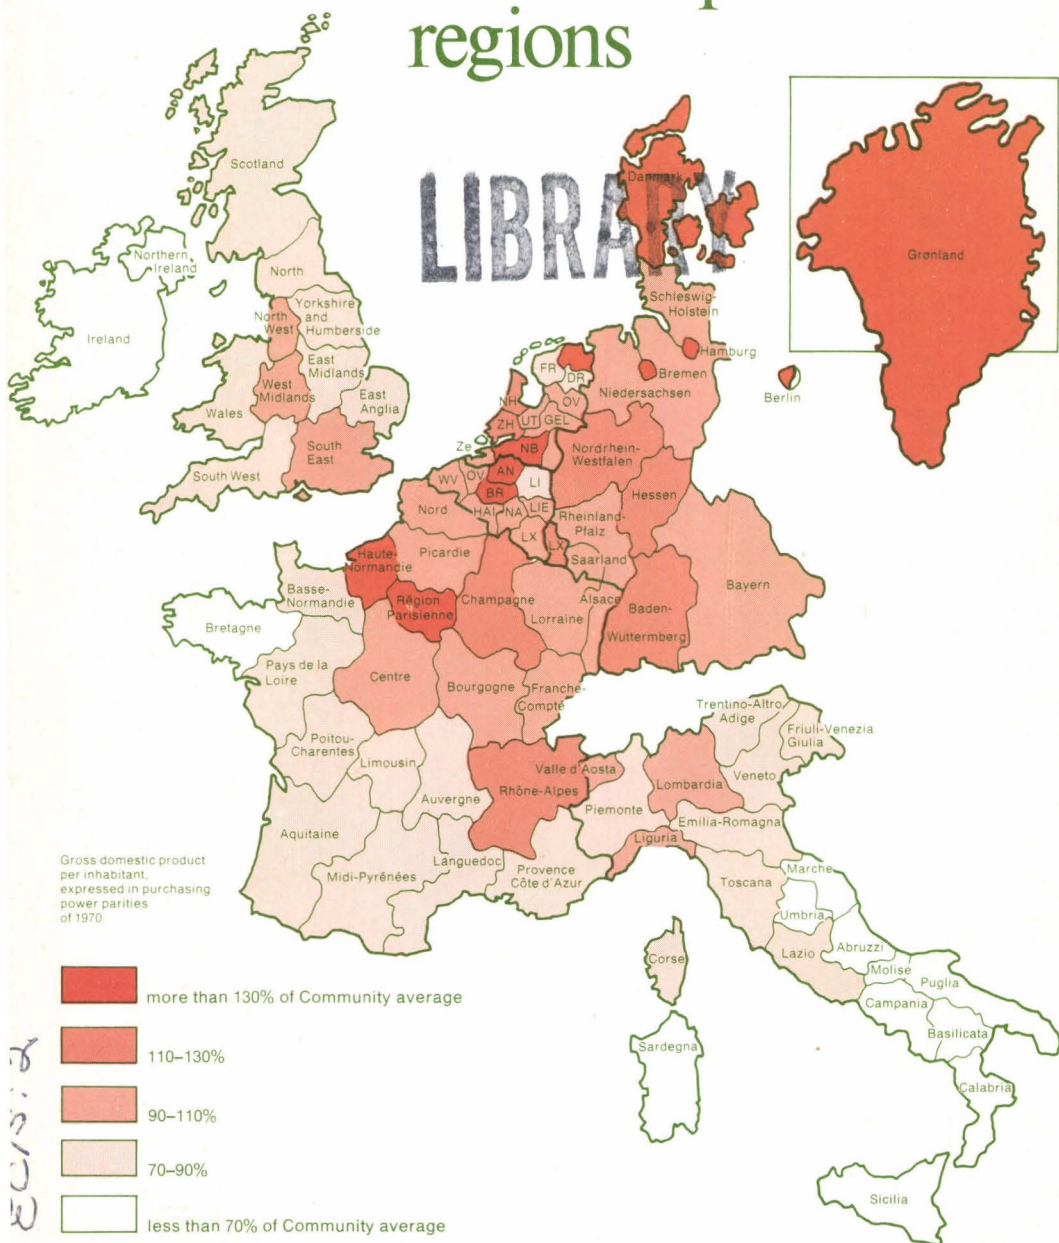 regions
LIBRARY
Scotland
Northern
Ireland
Ireland
North
North
West
Yorkshire
and
Humberside
East
Midlands
West
Midlands
East
Anglia
Wales
South
East
South West
Danmark
Grønland
Schleswig-
Holstein
Hamburg
Bremen
Berlin
Niedersachsen
FR
DR
NH
OV
ZH
UT
GEL
Ze
NB
Nordrhein-
Westfalen
AN
LI
WV
OV
BR
Hessen
HAI
NA
LIE
Nord
Rheinland-
Pfalz
LX
LX
Saarland
Haute-
Normandie
Picardie
Bayern
Basse-
Normandie
Région
Parisienne
Champagne
Alsace
Lorraine
Baden-
Wüttermberg
Bretagne
Pays de la
Loire
Centre
Bourgogne
Franche-
Compté
Trentino-Altro
Adige
Friuli-Venezia
Giulia
Poitou-
Charentes
Limousin
Valle d'Aosta
Lombardia
Veneto
Rhône-Alpes
Auvergne
Piemonte
Emilia-Romagna
Aquitaine
Liguria
Gross domestic product
per inhabitant,
expressed in purchasing
power parities
of 1970
Midi-Pyrénées
Languedoc
Provence
Côte d'Azur
Toscana
Marche
Umbria
Corse
Lazio
Abruzzi
Molise
Puglia
Campania
Basilicata
Sardegna
Calabria
Sicilia
more than 130% of Community average
110–130%
90–110%
70–90%
less than 70% of Community average